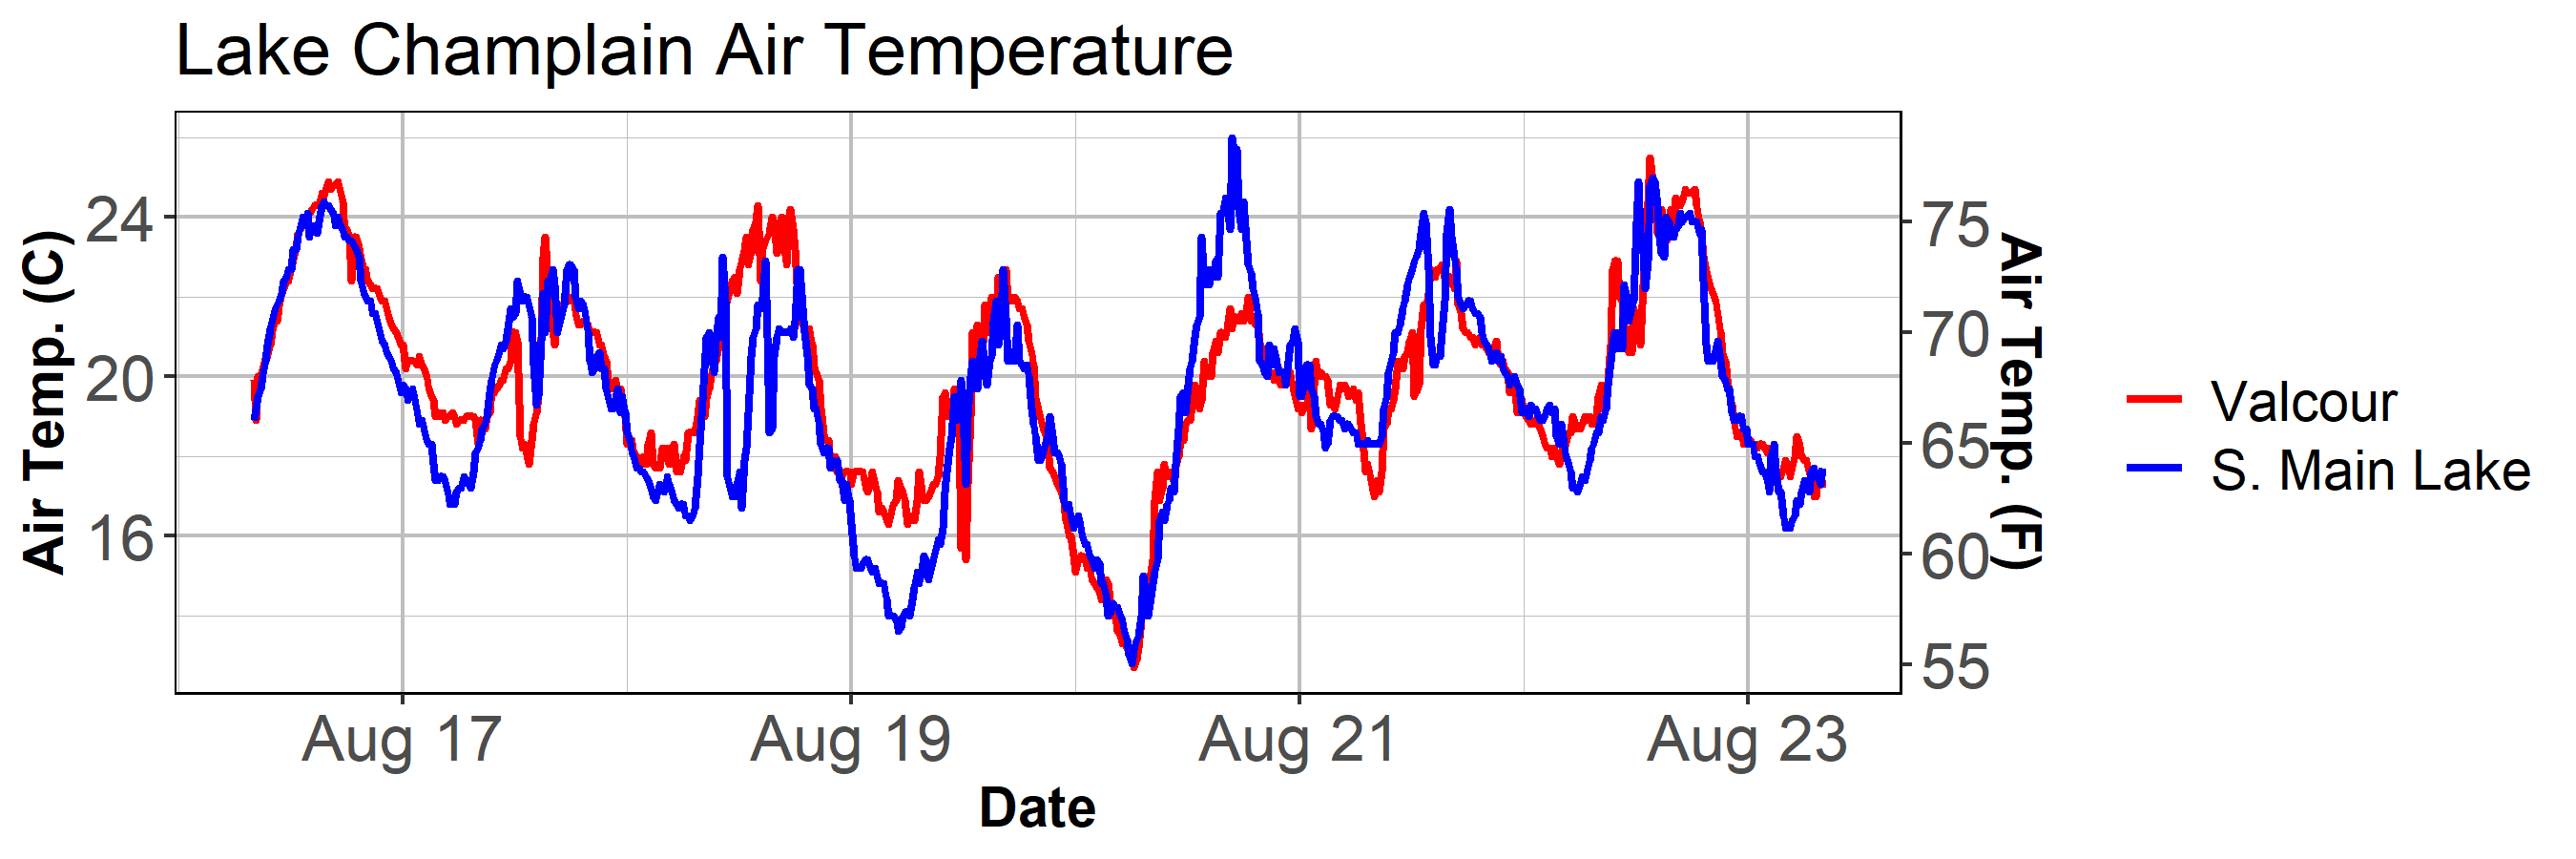 Lake Champlain Air Temperature
Air Temp. (C)
24
20
16
75
70
65
60
55
Air Temp. (F)
Aug 17
Aug 19
Aug 21
Aug 23
Date
Valcour
S. Main Lake